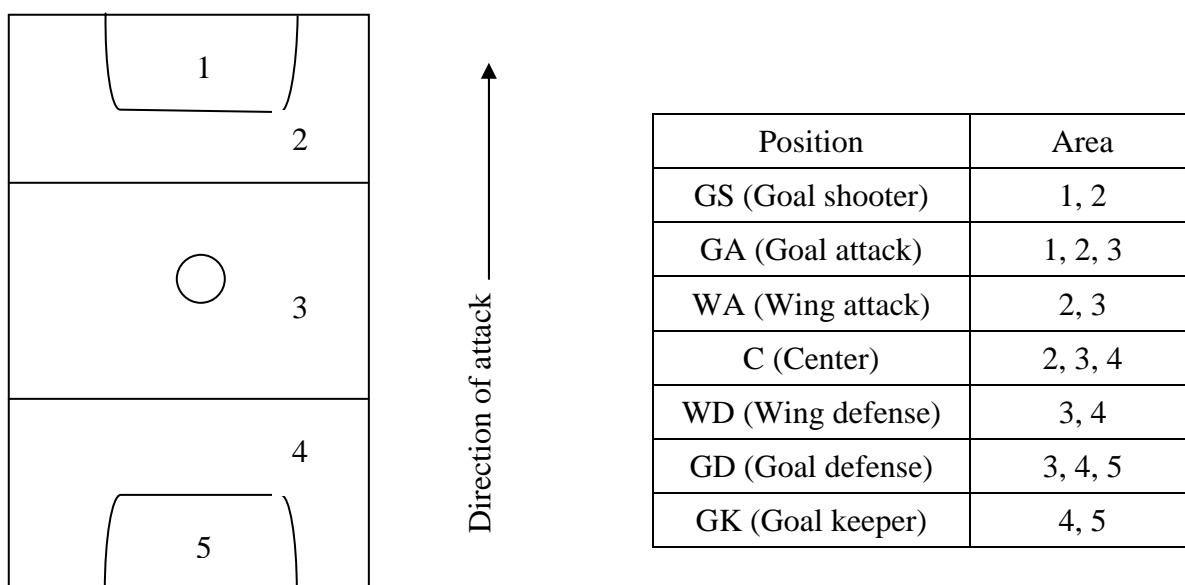 1
2
3
4
5
Direction of attack
Position Area
GS (Goal shooter) 1, 2
GA (Goal attack) 1, 2, 3
WA (Wing attack) 2, 3
C (Center) 2, 3, 4
WD (Wing defense) 3, 4
GD (Goal defense) 3, 4, 5
GK (Goal keeper) 4, 5